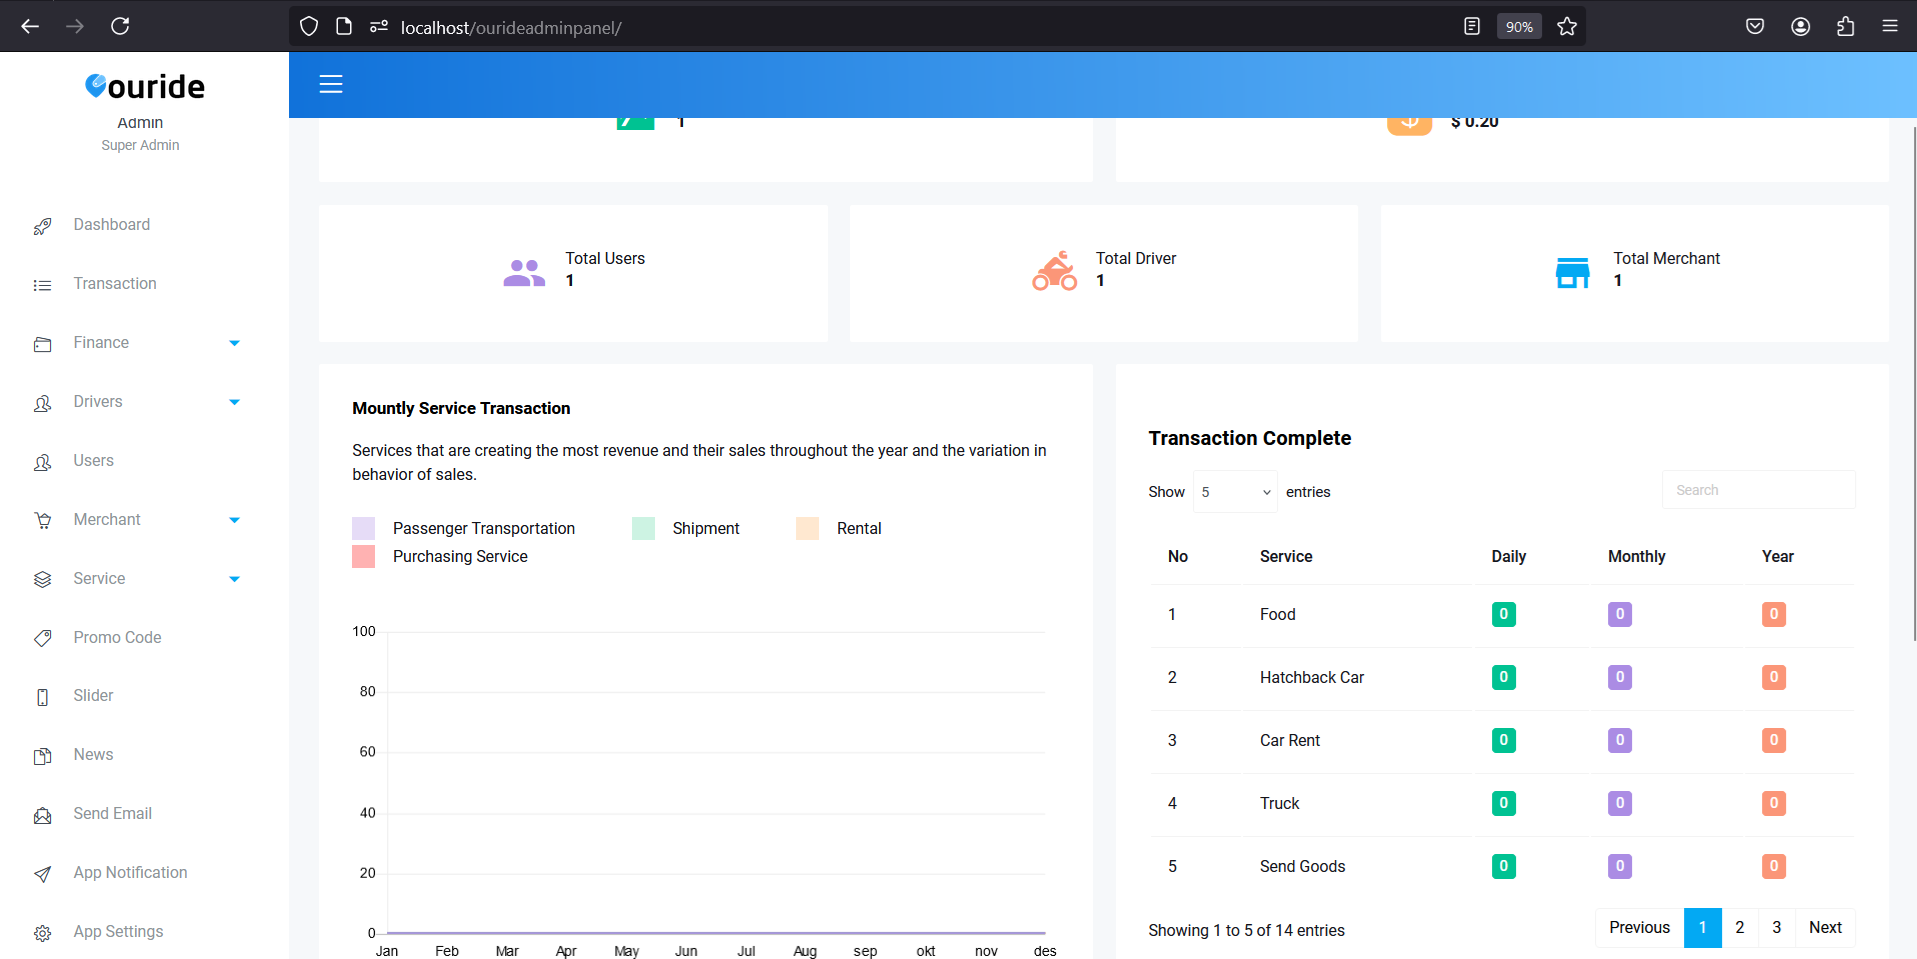 localhost/ourideadminpanel/
90%
ouride
Admin
Super Admin
Dashboard
Transaction
Finance
Drivers
Users
Merchant
Service
Promo Code
Slider
News
Send Email
App Notification
App Settings
1
$ 0.20
Total Users
1
Total Driver
1
Total Merchant
1
Mountly Service Transaction
Services that are creating the most revenue and their sales throughout the year and the variation in
behavior of sales.
Passenger Transportation Shipment Rental
Purchasing Service
100
80
60
40
20
0
Jan Feb Mar Apr May Jun Jul Aug sep okt nov des
Transaction Complete
Show 5 entries Search
No Service Daily Monthly Year
1 Food 0 0 0
2 Hatchback Car 0 0 0
3 Car Rent 0 0 0
4 Truck 0 0 0
5 Send Goods 0 0 0
Showing 1 to 5 of 14 entries Previous 1 2 3 Next